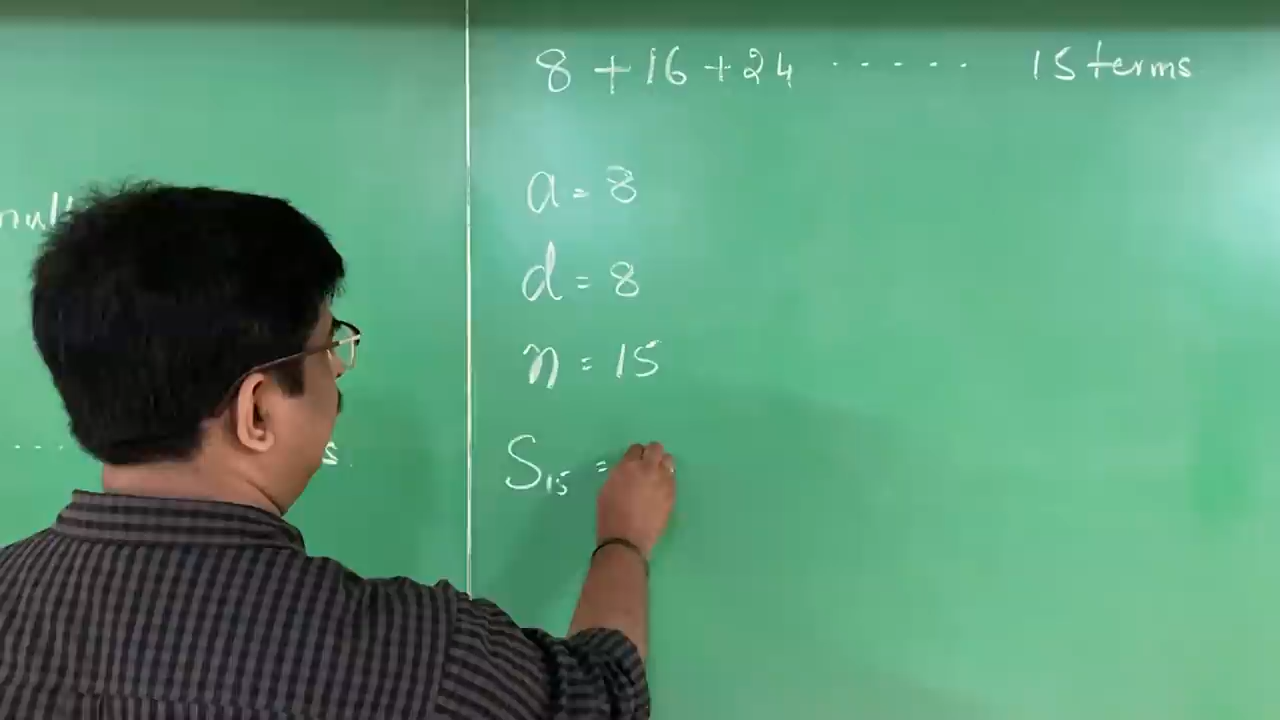 8 + 16 + 24 ..... 15 terms
a = 8
d = 8
n = 15
S₁₅ =